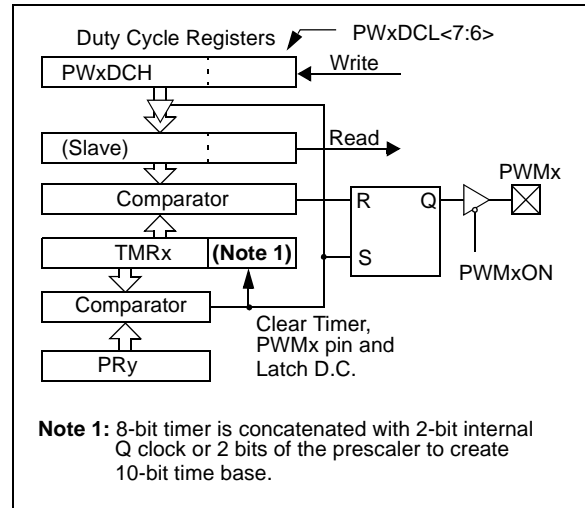 Duty Cycle Registers
PWxDCL<7:6>
PWxDCH
Write
(Slave)
Read
Comparator
PWMx
R
Q
TMRx
(Note 1)
S
PWMxON
Comparator
Clear Timer,
PWMx pin and
Latch D.C.
PRy
Note 1: 8-bit timer is concatenated with 2-bit internal
Q clock or 2 bits of the prescaler to create
10-bit time base.